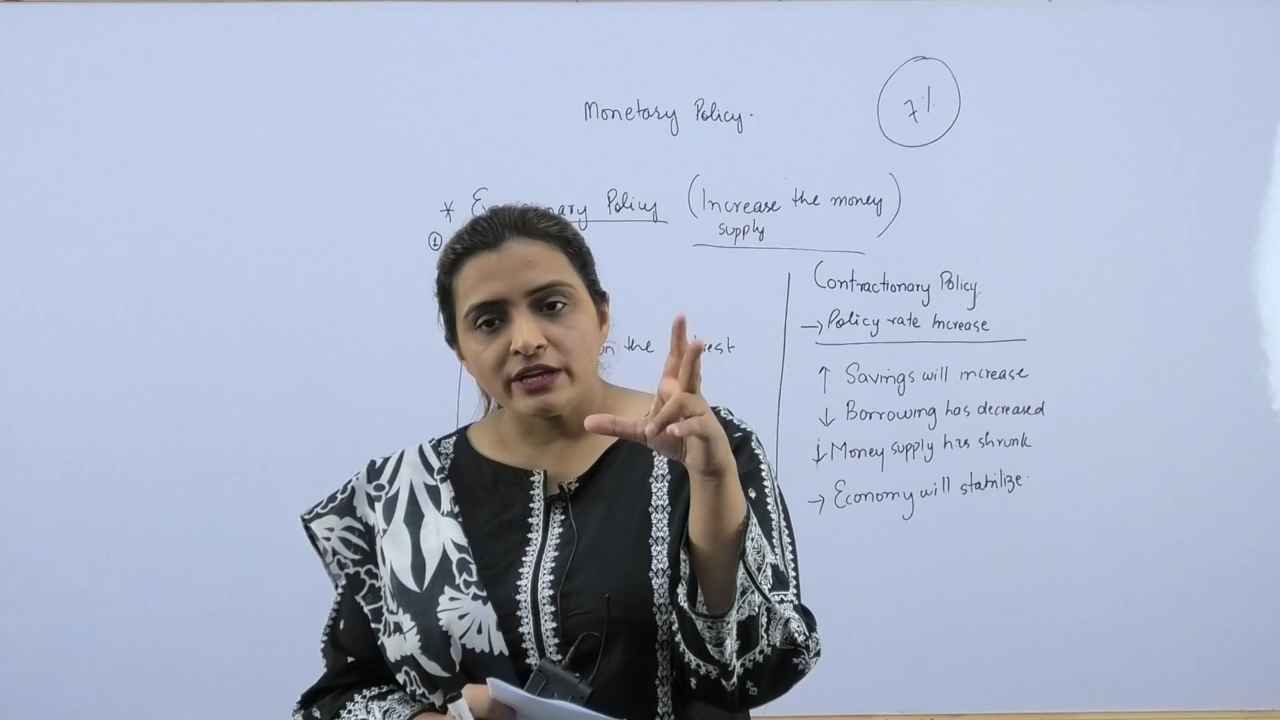 Monetary Policy.
7%
* Policy (Increase the money
supply
①
on the
Contractionary Policy.
→ Policy rate Increase
↑ Savings will increase
↓ Borrowing has decreased
↓ Money supply has shrunk
→ Economy will stabilize.